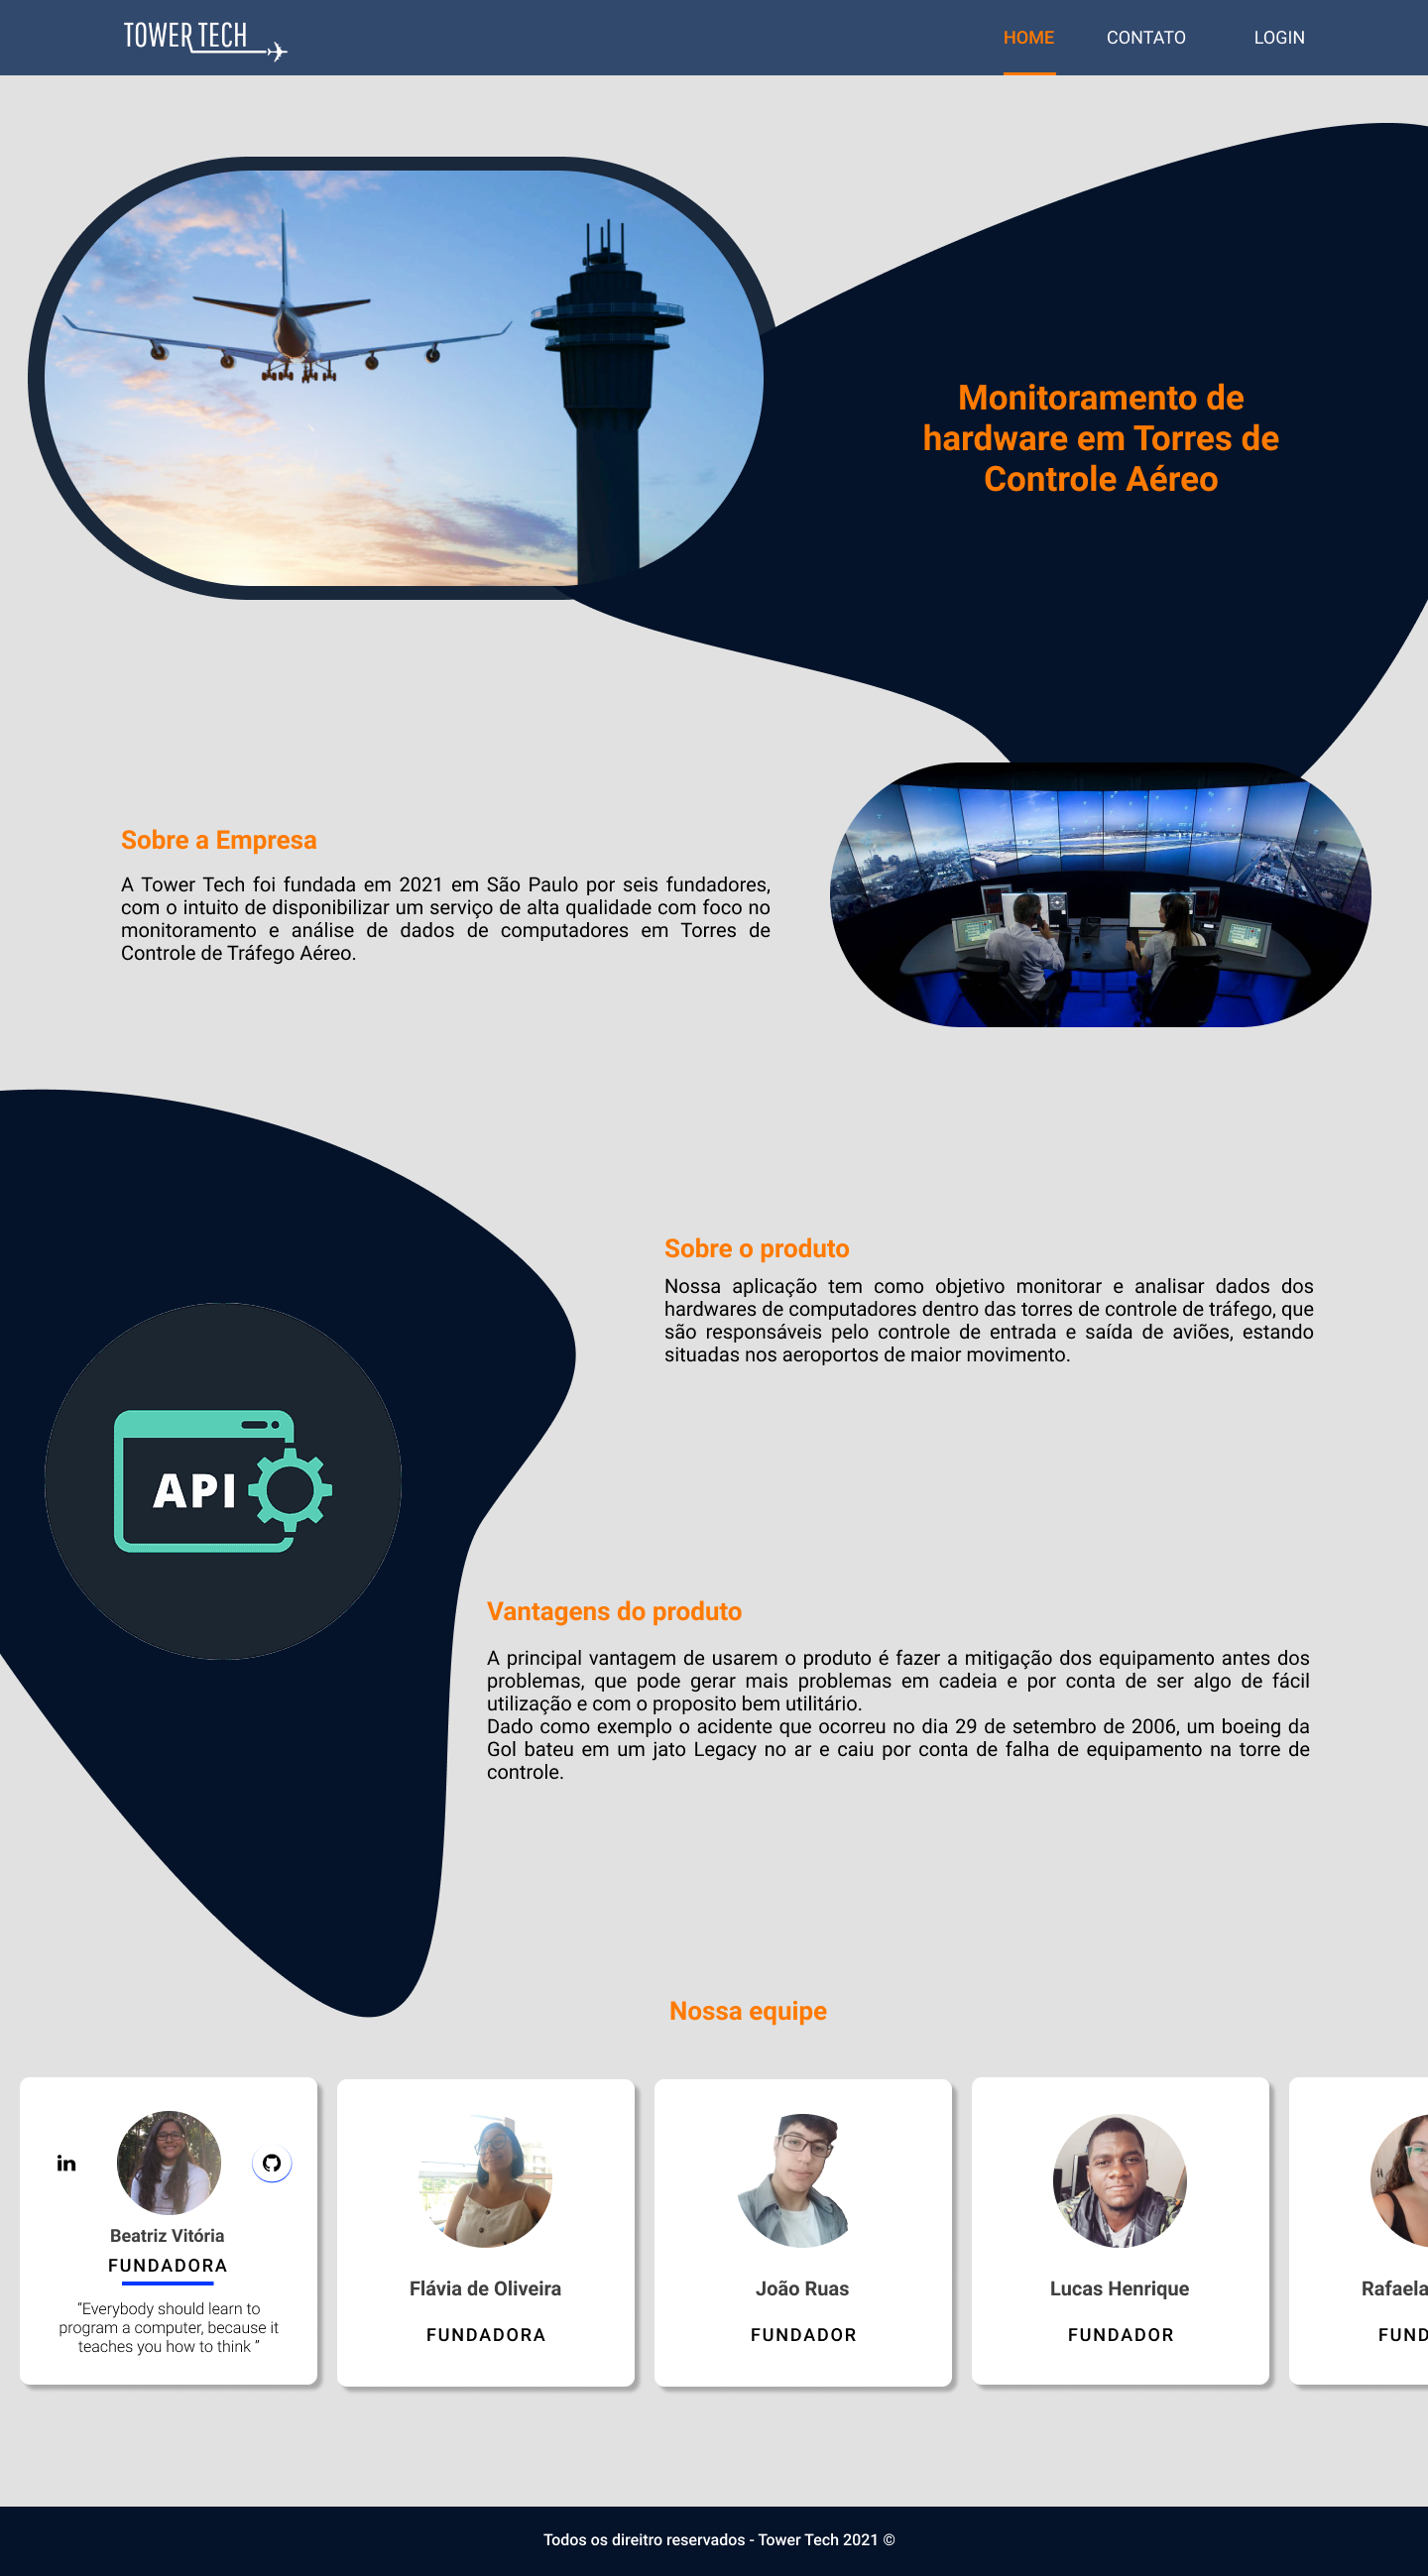 TOWER TECH
HOME
CONTATO
LOGIN
Monitoramento de
hardware em Torres de
Controle Aéreo
Sobre a Empresa
A Tower Tech foi fundada em 2021 em São Paulo por seis fundadores,
com o intuito de disponibilizar um serviço de alta qualidade com foco no
monitoramento e análise de dados de computadores em Torres de
Controle de Tráfego Aéreo.
Sobre o produto
Nossa aplicação tem como objetivo monitorar e analisar dados dos
hardwares de computadores dentro das torres de controle de tráfego, que
são responsáveis pelo controle de entrada e saída de aviões, estando
situadas nos aeroportos de maior movimento.
API
Vantagens do produto
A principal vantagem de usarem o produto é fazer a mitigação dos equipamento antes dos
problemas, que pode gerar mais problemas em cadeia e por conta de ser algo de fácil
utilização e com o proposito bem utilitário.
Dado como exemplo o acidente que ocorreu no dia 29 de setembro de 2006, um boeing da
Gol bateu em um jato Legacy no ar e caiu por conta de falha de equipamento na torre de
controle.
Nossa equipe
in
Beatriz Vitória
FUNDADORA
“Everybody should learn to
program a computer, because it
teaches you how to think ”
Flávia de Oliveira
FUNDADORA
João Ruas
FUNDADOR
Lucas Henrique
FUNDADOR
Rafaela
FUND
Todos os direitro reservados - Tower Tech 2021 ©